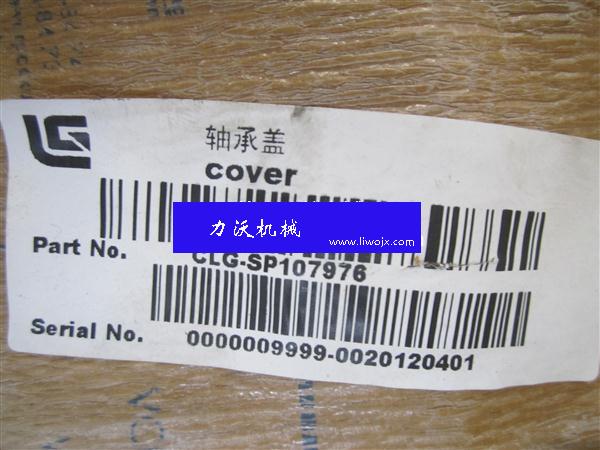 LG
轴承盖
cover
力沃机械
www.liwojx.com
Part No. CLG-SP107976
Serial No. 0000009999-0020120401